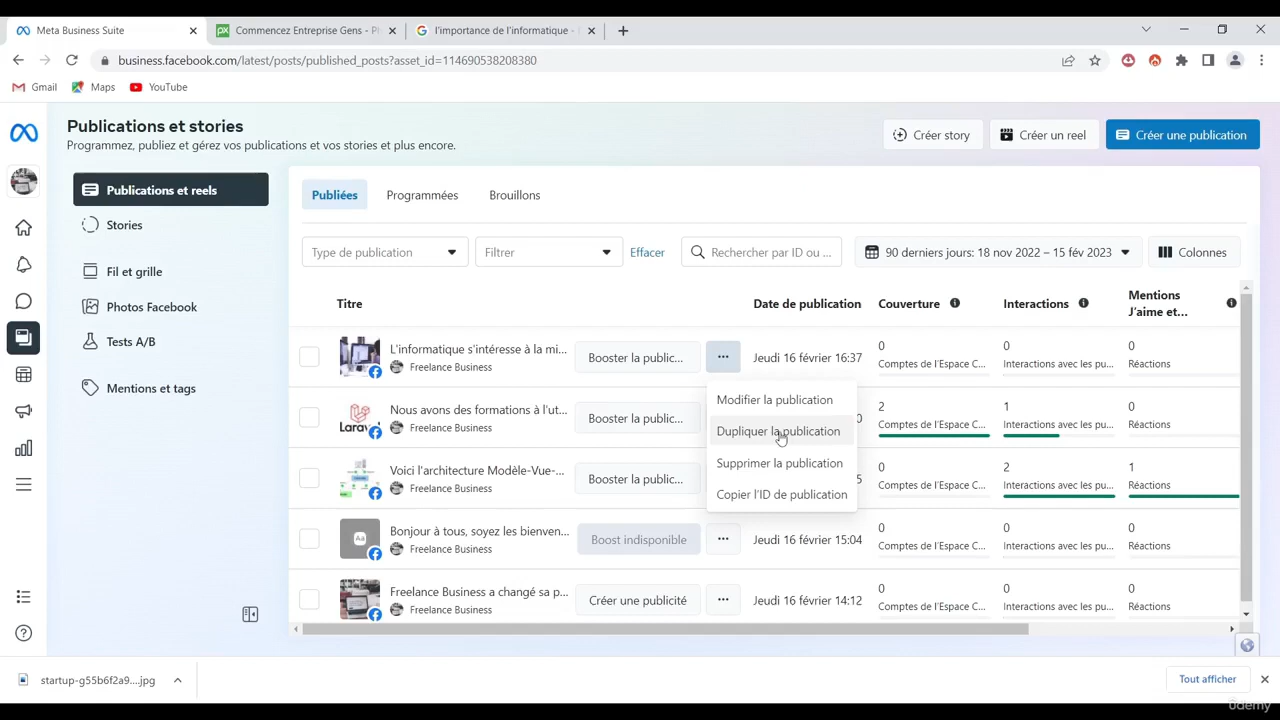 Meta Business Suite
Commencez Entreprise Gens - P
l'importance de l'informatique -
business.facebook.com/latest/posts/published_posts?asset_id=114690538208380
Gmail
Maps
YouTube
Publications et stories
Programmez, publiez et gérez vos publications et vos stories et plus encore.
Créer story
Créer un reel
Créer une publication
Publications et reels
Stories
Fil et grille
Photos Facebook
Tests A/B
Mentions et tags
Publiées
Programmées
Brouillons
Type de publication
Filtrer
Effacer
Rechercher par ID ou ...
90 derniers jours: 18 nov 2022 – 15 fév 2023
Colonnes
Titre
Date de publication
Couverture
Interactions
Mentions
J'aime et...
L'informatique s'intéresse à la mi...
Freelance Business
Booster la public...
Jeudi 16 février 16:37
0
Comptes de l'Espace C...
0
Interactions avec les pu...
0
Réactions
Modifier la publication
Dupliquer la publication
Supprimer la publication
Copier l'ID de publication
Larav
Nous avons des formations à l'ut...
Freelance Business
Booster la public...
0
2
Comptes de l'Espace C...
1
Interactions avec les pu...
0
Réactions
Voici l'architecture Modèle-Vue-...
Freelance Business
Booster la public...
5
0
Comptes de l'Espace C...
2
Interactions avec les pu...
1
Réactions
Aa
Bonjour à tous, soyez les bienven...
Freelance Business
Boost indisponible
Jeudi 16 février 15:04
0
Comptes de l'Espace C...
0
Interactions avec les pu...
0
Réactions
Freelance Business a changé sa p...
Freelance Business
Créer une publicité
Jeudi 16 février 14:12
0
Comptes de l'Espace C...
0
Interactions avec les pu...
0
Réactions
startup-g55b6f2a9....jpg
Tout afficher
udemy